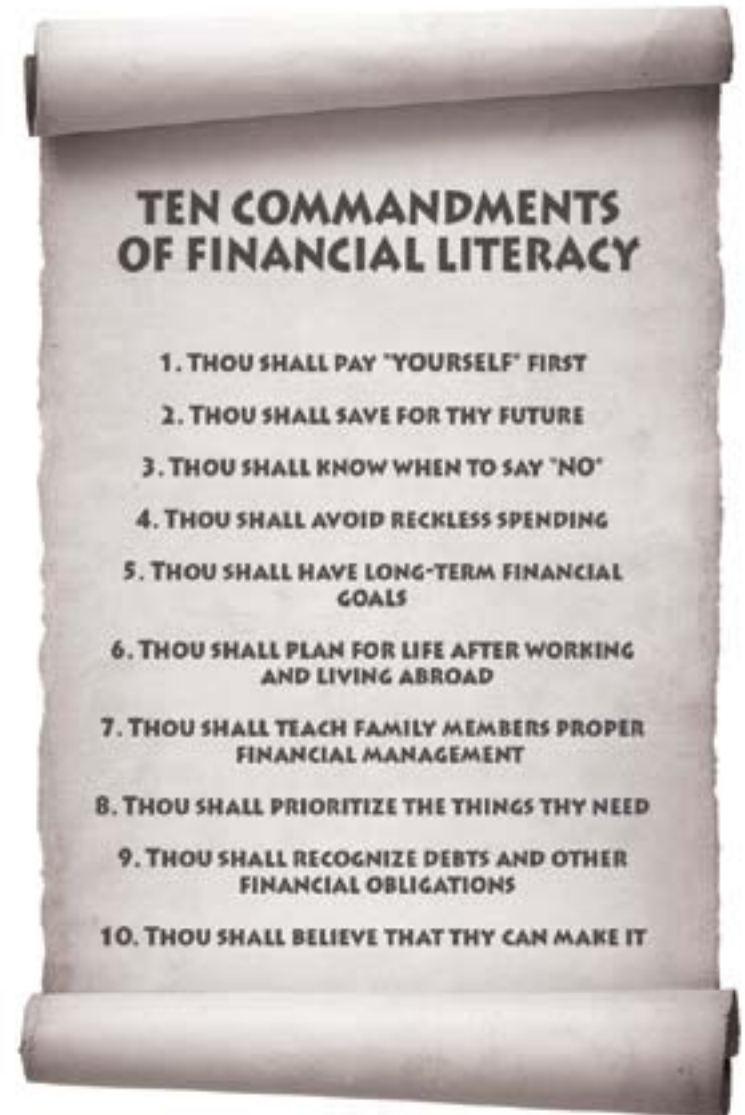 TEN COMMANDMENTS
OF FINANCIAL LITERACY
1. THOU SHALL PAY "YOURSELF" FIRST
2. THOU SHALL SAVE FOR THY FUTURE
3. THOU SHALL KNOW WHEN TO SAY "NO"
4. THOU SHALL AVOID RECKLESS SPENDING
5. THOU SHALL HAVE LONG-TERM FINANCIAL
GOALS
6. THOU SHALL PLAN FOR LIFE AFTER WORKING
AND LIVING ABROAD
7. THOU SHALL TEACH FAMILY MEMBERS PROPER
FINANCIAL MANAGEMENT
8. THOU SHALL PRIORITIZE THE THINGS THY NEED
9. THOU SHALL RECOGNIZE DEBTS AND OTHER
FINANCIAL OBLIGATIONS
10. THOU SHALL BELIEVE THAT THY CAN MAKE IT